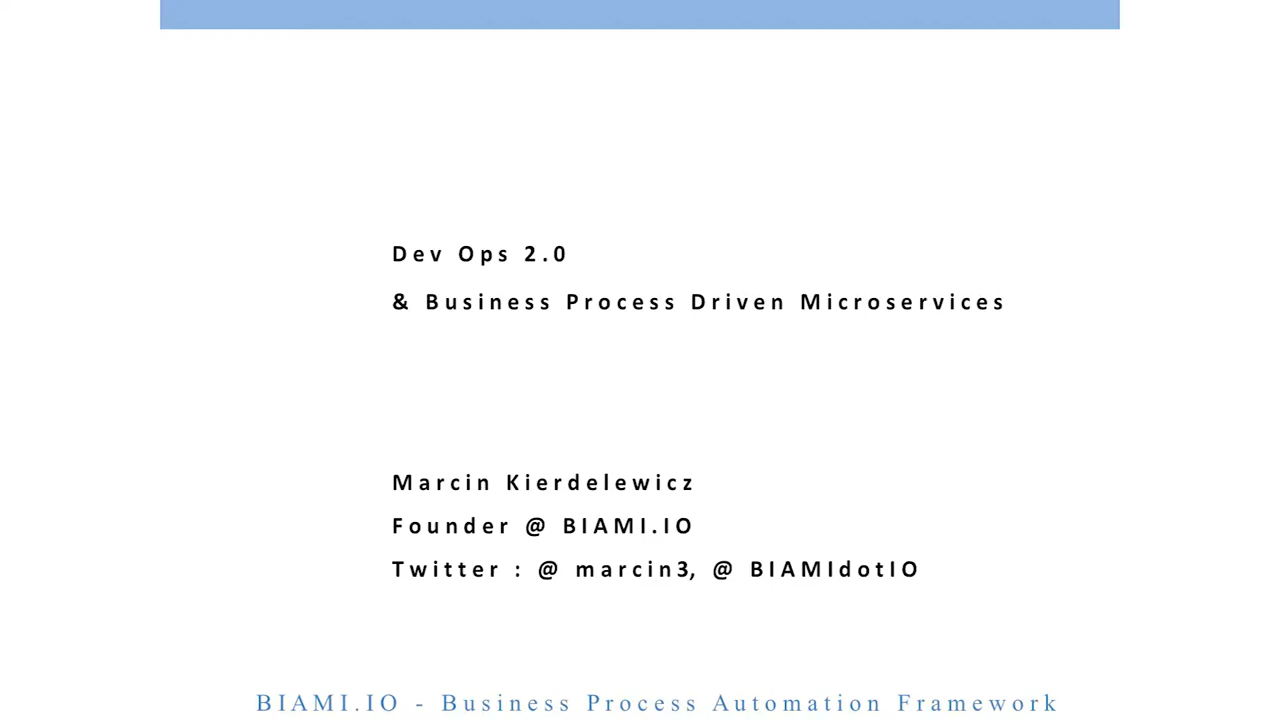 Dev Ops 2.0
& Business Process Driven Microservices
Marcin Kierdelewicz
Founder @ BIAMI.IO
Twitter : @ marcin3, @ BIAMIdotIO
BIAMI.IO - Business Process Automation Framework